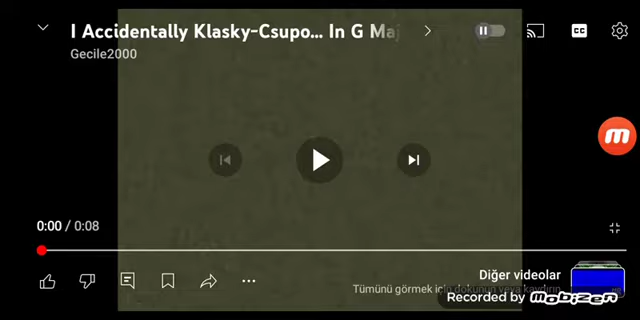 I Accidentally Klasky-Csupo... In G Maj
Gecile2000
CC
0:00 / 0:08
Diğer videolar
Tümünü görmek için dokunun veya kaydırın
Recorded by mobizen